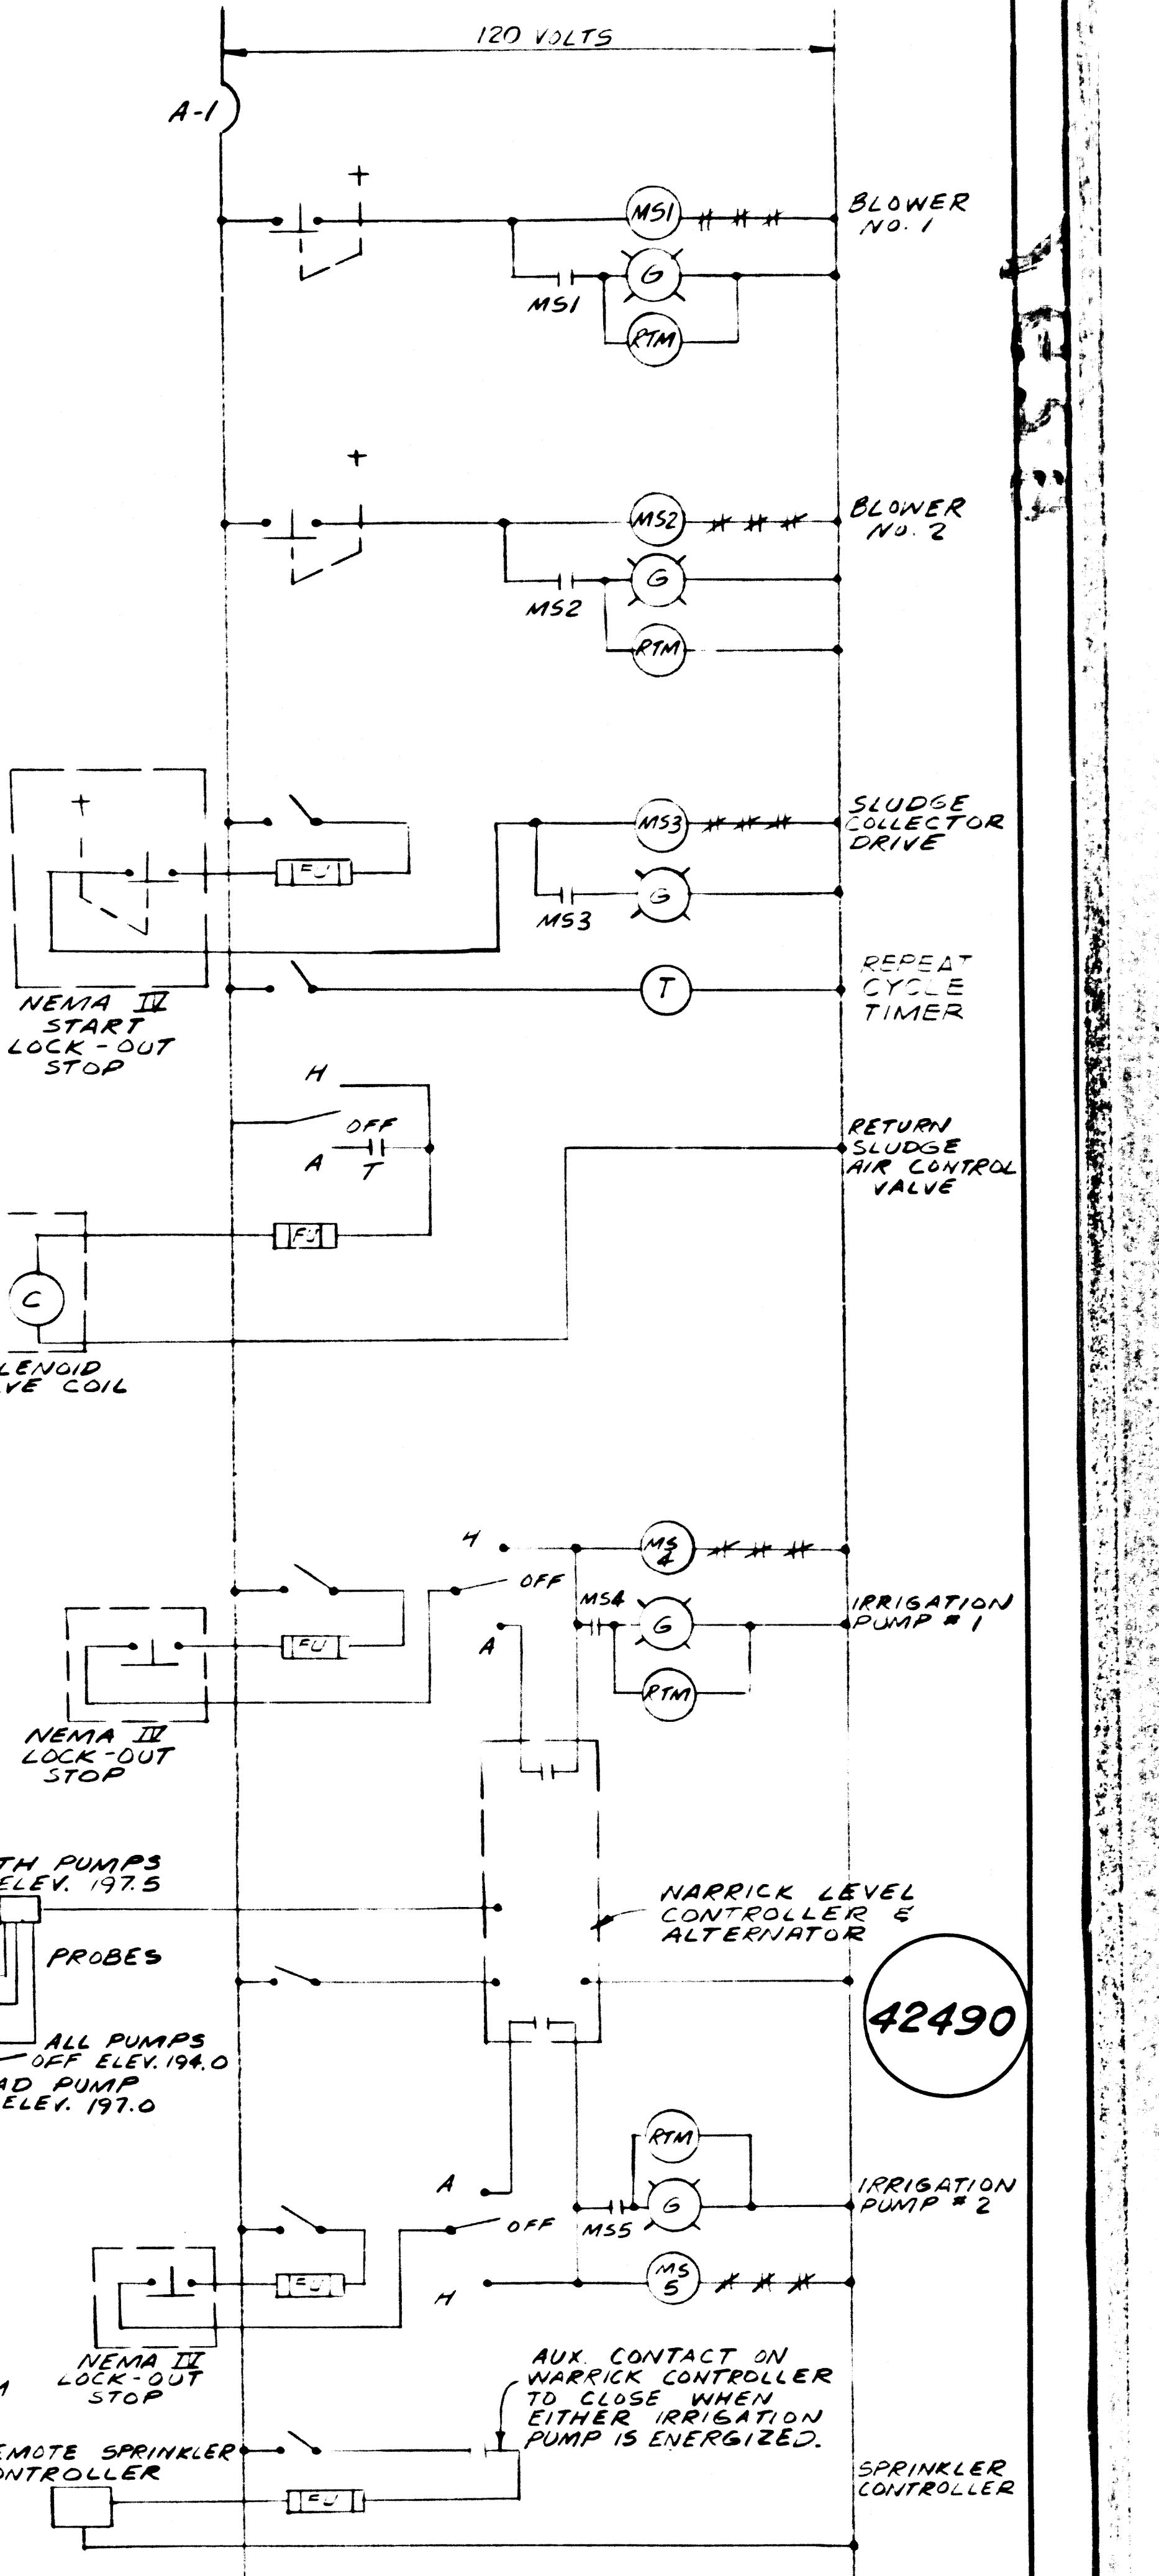 120 VOLTS
A-1
+
MS1
BLOWER
NO. 1
G
MS1
RTM
+
MS2
BLOWER
NO. 2
G
MS2
RTM
SLUDGE
COLLECTOR
DRIVE
+
MS3
FU
G
MS3
REPEAT
CYCLE
TIMER
T
NEMA IV
START
LOCK-OUT
STOP
H
OFF
A
T
RETURN
SLUDGE
AIR CONTROL
VALVE
FU
C
LENOID
VE COIL
H
MS
4
OFF
MS4
IRRIGATION
PUMP #1
G
A
FU
RTM
NEMA IV
LOCK-OUT
STOP
TH PUMPS
ELEV. 197.5
NARRICK LEVEL
CONTROLLER &
ALTERNATOR
PROBES
42490
ALL PUMPS
OFF ELEV. 194.0
AD PUMP
ELEV. 197.0
RTM
A
IRRIGATION
PUMP #2
G
OFF
MS5
FU
MS
5
H
NEMA IV
LOCK-OUT
STOP
AUX. CONTACT ON
WARRICK CONTROLLER
TO CLOSE WHEN
EITHER IRRIGATION
PUMP IS ENERGIZED.
EMOTE SPRINKLER
ONTROLLER
FU
SPRINKLER
CONTROLLER